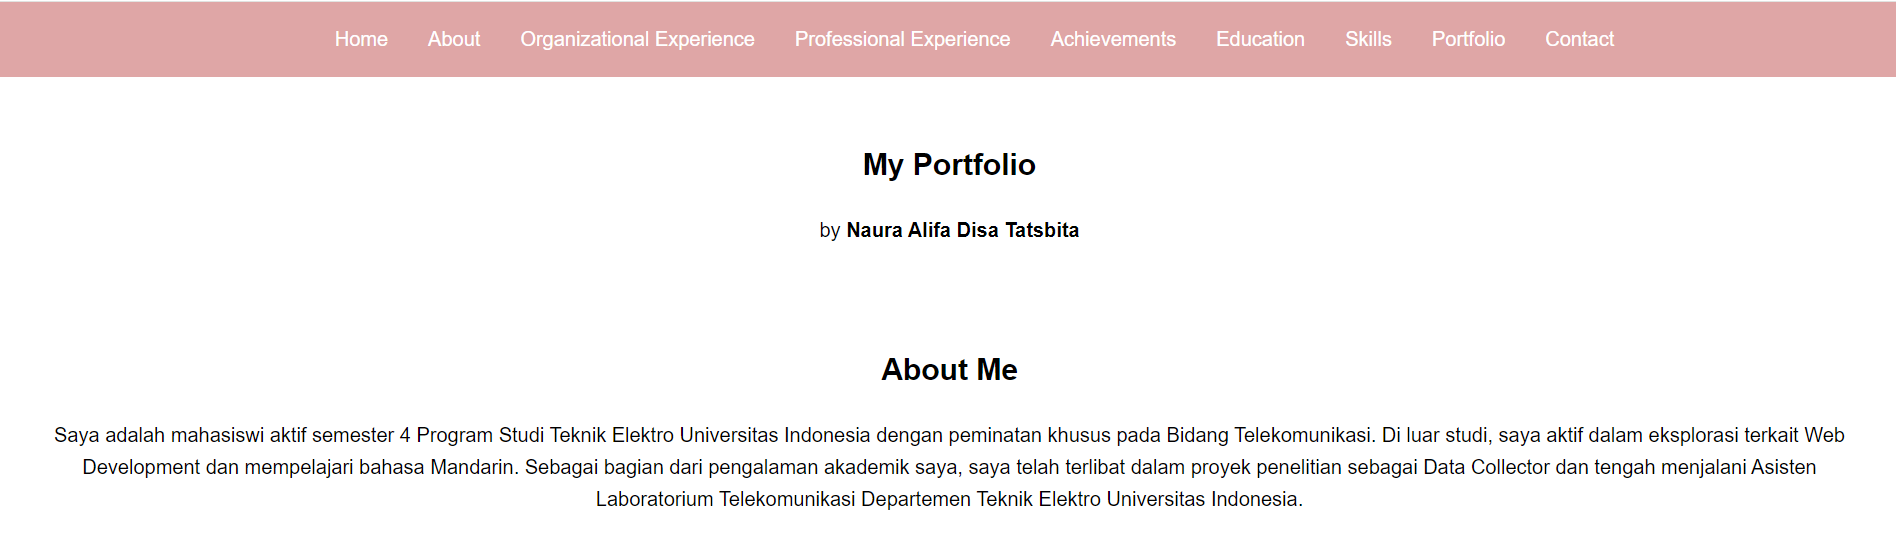 Home About Organizational Experience Professional Experience Achievements Education Skills Portfolio Contact
My Portfolio
by Naura Alifa Disa Tatsbita
About Me
Saya adalah mahasiswi aktif semester 4 Program Studi Teknik Elektro Universitas Indonesia dengan peminatan khusus pada Bidang Telekomunikasi. Di luar studi, saya aktif dalam eksplorasi terkait Web
Development dan mempelajari bahasa Mandarin. Sebagai bagian dari pengalaman akademik saya, saya telah terlibat dalam proyek penelitian sebagai Data Collector dan tengah menjalani Asisten
Laboratorium Telekomunikasi Departemen Teknik Elektro Universitas Indonesia.